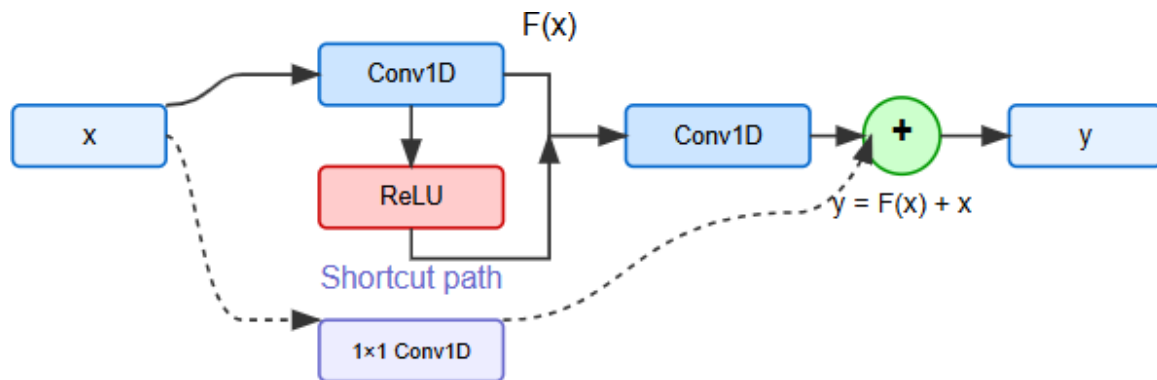 F(x)
Conv1D
x
Conv1D
+
y
ReLU
y = F(x) + x
Shortcut path
1×1 Conv1D